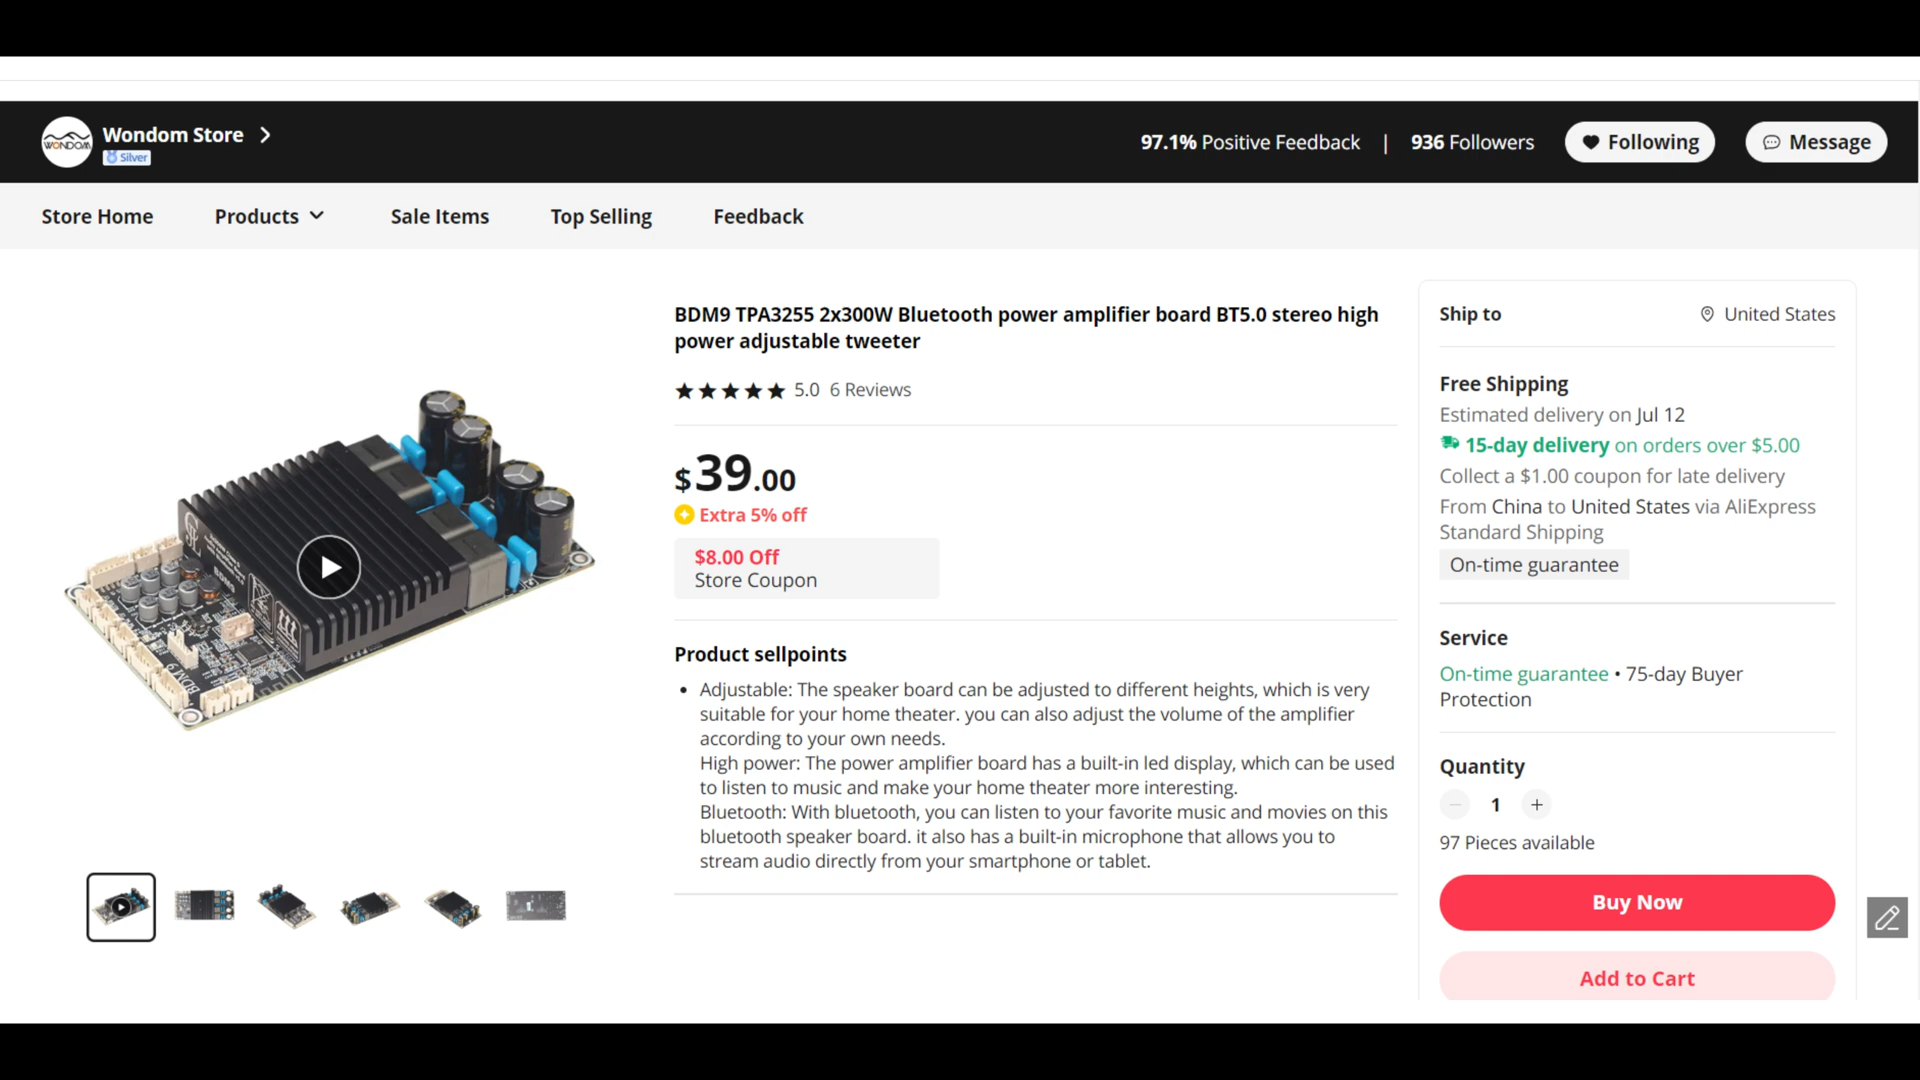 WONDOM
Wondom Store
Silver
97.1% Positive Feedback | 936 Followers
Following
Message
Store Home
Products
Sale Items
Top Selling
Feedback
BDM9 TPA3255 2x300W Bluetooth power amplifier board BT5.0 stereo high
power adjustable tweeter
5.0 6 Reviews
$39.00
Extra 5% off
$8.00 Off
Store Coupon
Product sellpoints
• Adjustable: The speaker board can be adjusted to different heights, which is very
suitable for your home theater. you can also adjust the volume of the amplifier
according to your own needs.
High power: The power amplifier board has a built-in led display, which can be used
to listen to music and make your home theater more interesting.
Bluetooth: With bluetooth, you can listen to your favorite music and movies on this
bluetooth speaker board. it also has a built-in microphone that allows you to
stream audio directly from your smartphone or tablet.
Ship to
United States
Free Shipping
Estimated delivery on Jul 12
15-day delivery on orders over $5.00
Collect a $1.00 coupon for late delivery
From China to United States via AliExpress
Standard Shipping
On-time guarantee
Service
On-time guarantee • 75-day Buyer
Protection
Quantity
1
97 Pieces available
Buy Now
Add to Cart
BDM9